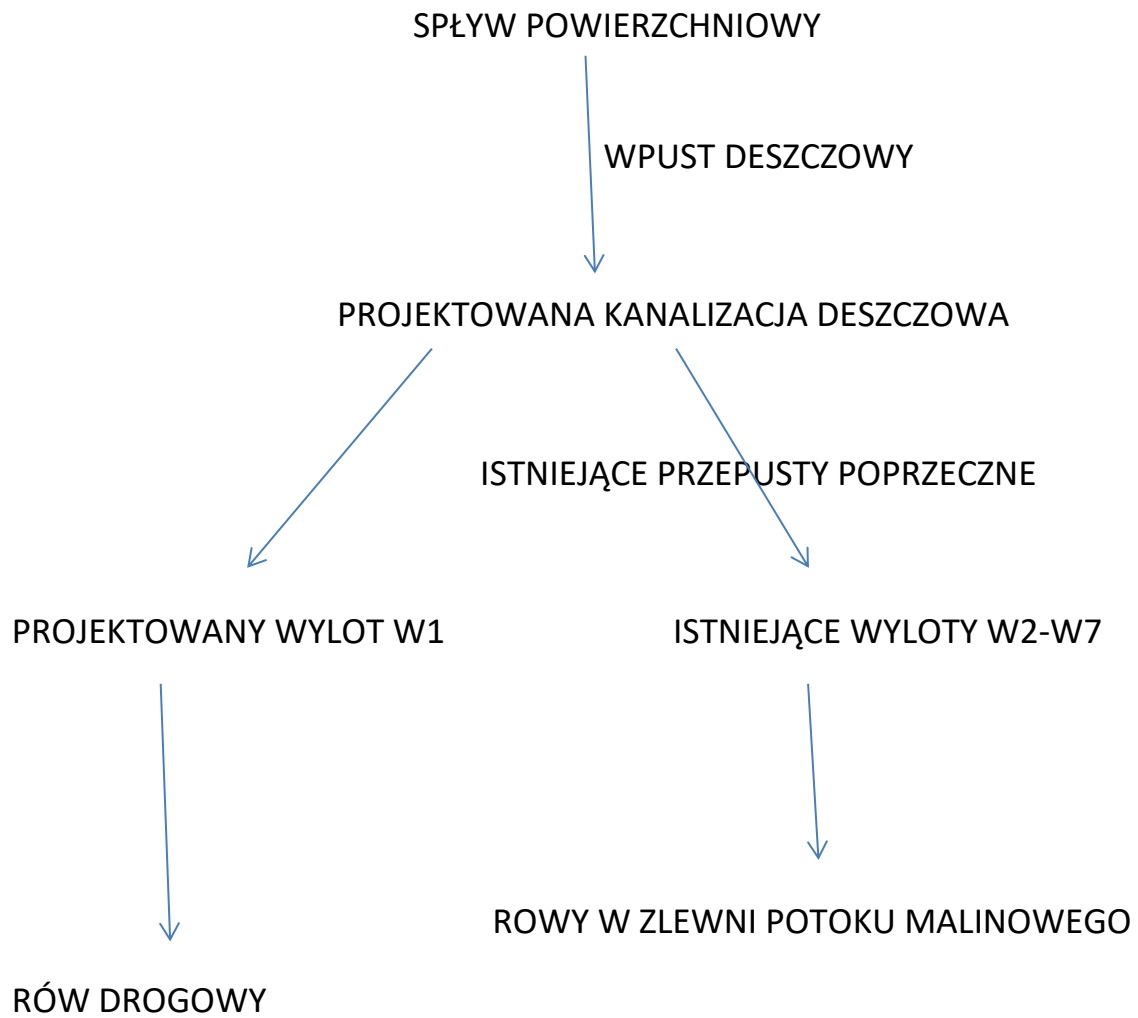 SPŁYW POWIERZCHNIOWY
WPUST DESZCZOWY
PROJEKTOWANA KANALIZACJA DESZCZOWA
ISTNIEJĄCE PRZEPUSTY POPRZECZNE
PROJEKTOWANY WYLOT W1
ISTNIEJĄCE WYLOTY W2-W7
ROWY W ZLEWNI POTOKU MALINOWEGO
RÓW DROGOWY